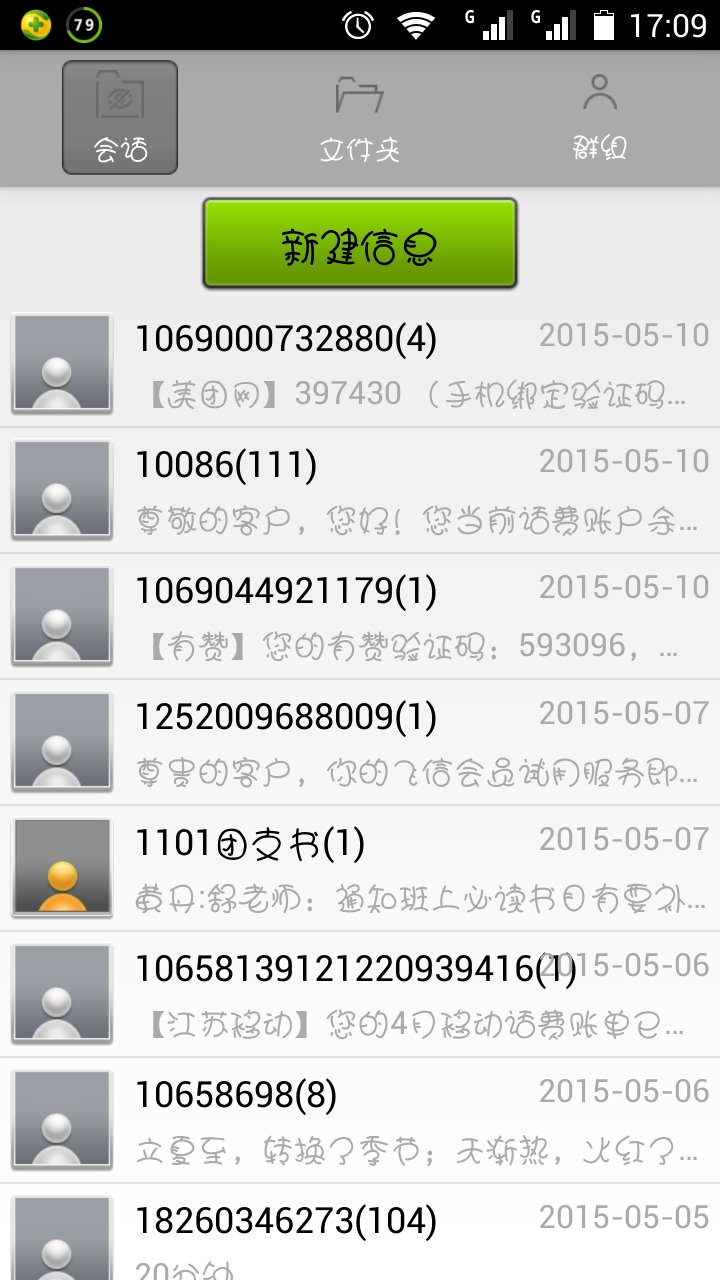 79
G
G
17:09
会话
文件夹
群组
新建信息
1069000732880(4)
2015-05-10
【美团网】397430 （手机绑定验证码...
10086(111)
2015-05-10
尊敬的客户，您好！您当前话费账户余...
1069044921179(1)
2015-05-10
【有赞】您的有赞验证码：593096，...
1252009688009(1)
2015-05-07
尊贵的客户，你的飞信会员试用服务即...
1101团支书(1)
2015-05-07
黄丹:舒老师：通知班上必读书目有要补...
10658139121220939416(1)
2015-05-06
【江苏移动】您的4月移动话费账单已...
10658698(8)
2015-05-06
立夏至，转换了季节；天渐热，火红了...
18260346273(104)
2015-05-05
20分钟